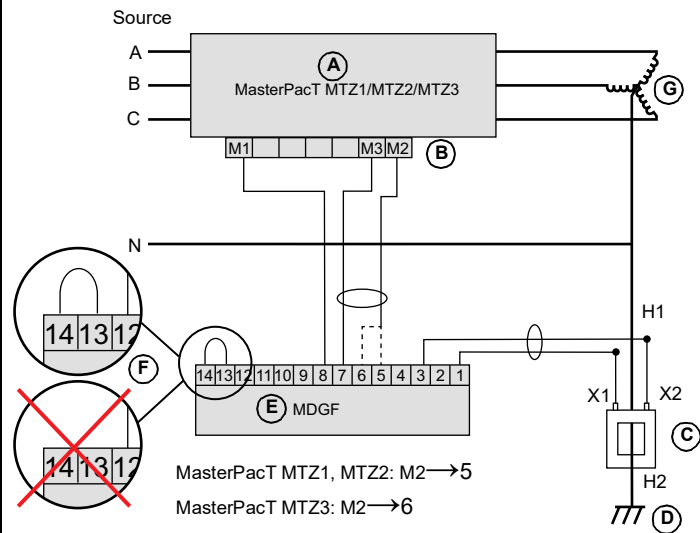 Source
A
A
MasterPacT MTZ1/MTZ2/MTZ3
B
G
C
M1 M3 M2
B
N
H1
14 13 12
F
14 13 12 11 10 9 8 7 6 5 4 3 2 1
X1 X2
E MDGF
C
14 13 12
MasterPacT MTZ1, MTZ2: M2→5
H2
MasterPacT MTZ3: M2→6
D